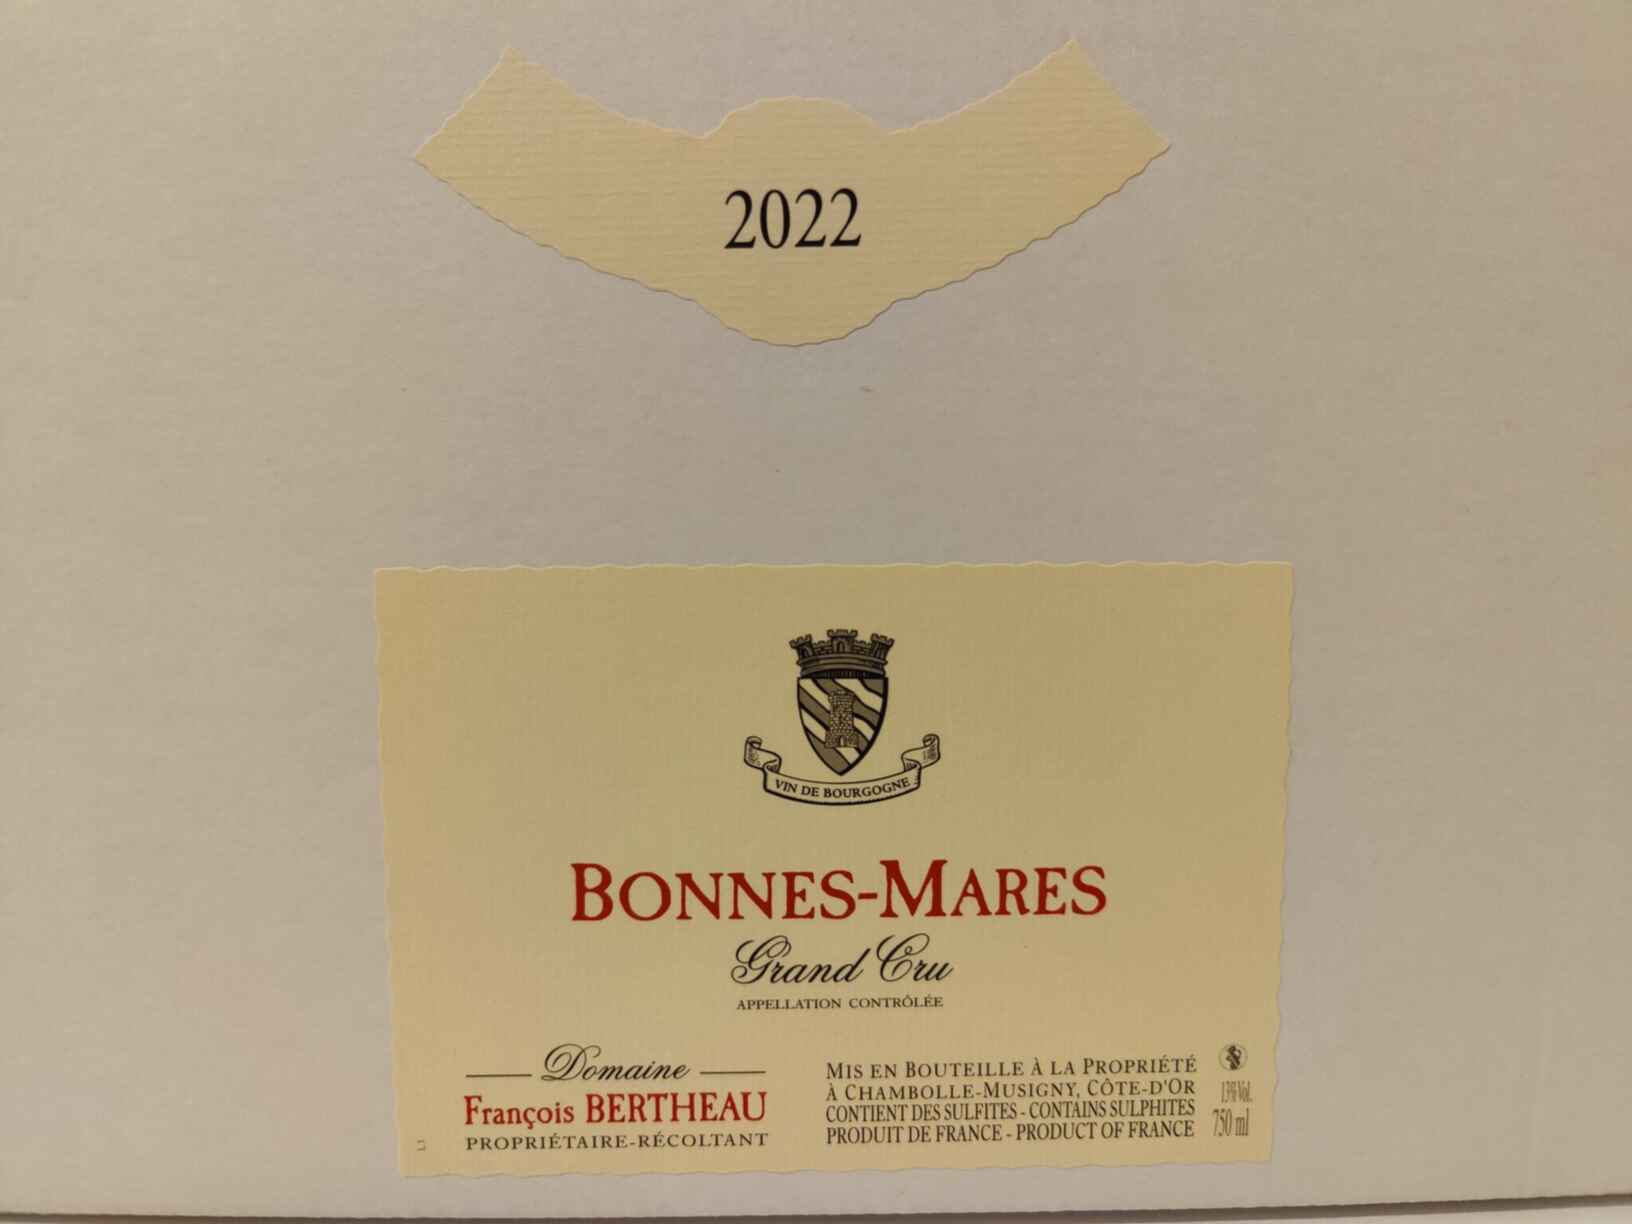 2022
VIN DE BOURGOGNE
BONNES-MARES
Grand Cru
APPELLATION CONTRÔLÉE
Domaine
François BERTHEAU
PROPRIÉTAIRE-RÉCOLTANT
MIS EN BOUTEILLE À LA PROPRIÉTÉ
À CHAMBOLLE-MUSIGNY, CÔTE-D'OR
CONTIENT DES SULFITES - CONTAINS SULPHITES
PRODUIT DE FRANCE - PRODUCT OF FRANCE
13% Vol.
750 ml